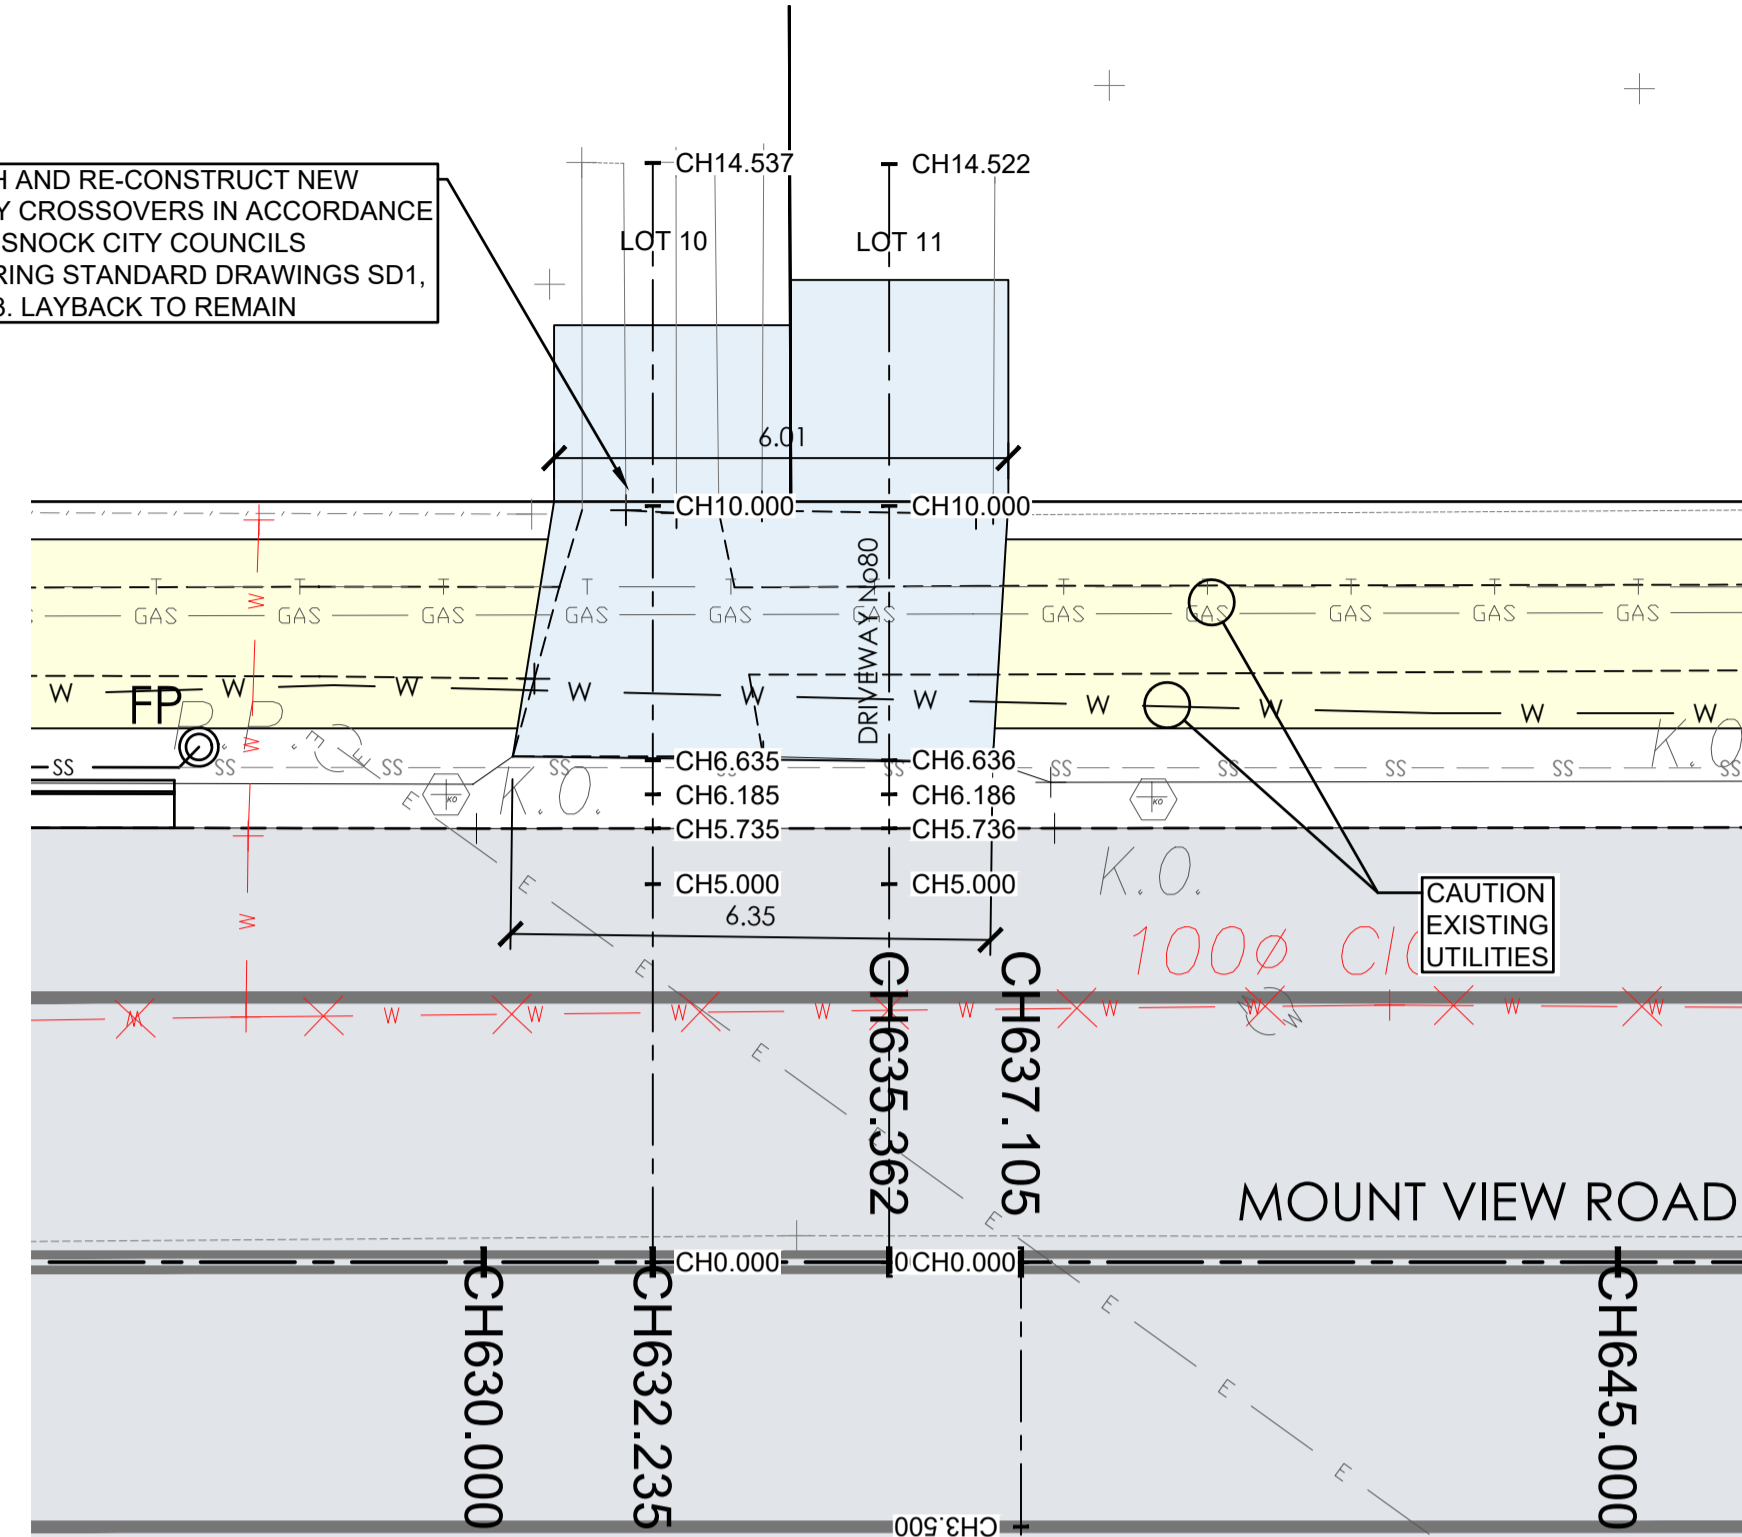 H AND RE-CONSTRUCT NEW
Y CROSSOVERS IN ACCORDANCE
SNOCK CITY COUNCILS
RING STANDARD DRAWINGS SD1,
3. LAYBACK TO REMAIN
CH14.537
CH14.522
LOT 10
LOT 11
6.01
CH10.000
CH10.000
DRIVEWAY No80
T T T T T T T T T T
GAS GAS GAS GAS GAS GAS GAS GAS GAS GAS
W W W W W W W W W
W
W
W
FP
P.P.
E
E
K.O.
SS SS SS SS SS SS SS SS SS
CH6.635
CH6.636
CH6.185
CH6.186
CH5.735
CH5.736
CH5.000
CH5.000
KO
K.O.
KO
K.O.
6.35
CAUTION
EXISTING
UTILITIES
100ø CI
W W W W W W W W W
W
W
E E E E E E E E E E
CH635.362
CH637.105
MOUNT VIEW ROAD
CH0.000
CH0.000
CH630.000
CH632.235
CH645.000
CH3.500